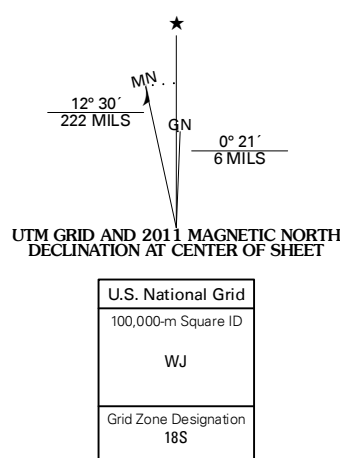 ★
MN
12° 30´
222 MILS
GN
0° 21´
6 MILS
UTM GRID AND 2011 MAGNETIC NORTH
DECLINATION AT CENTER OF SHEET
U.S. National Grid
100,000-m Square ID
WJ
Grid Zone Designation
18S